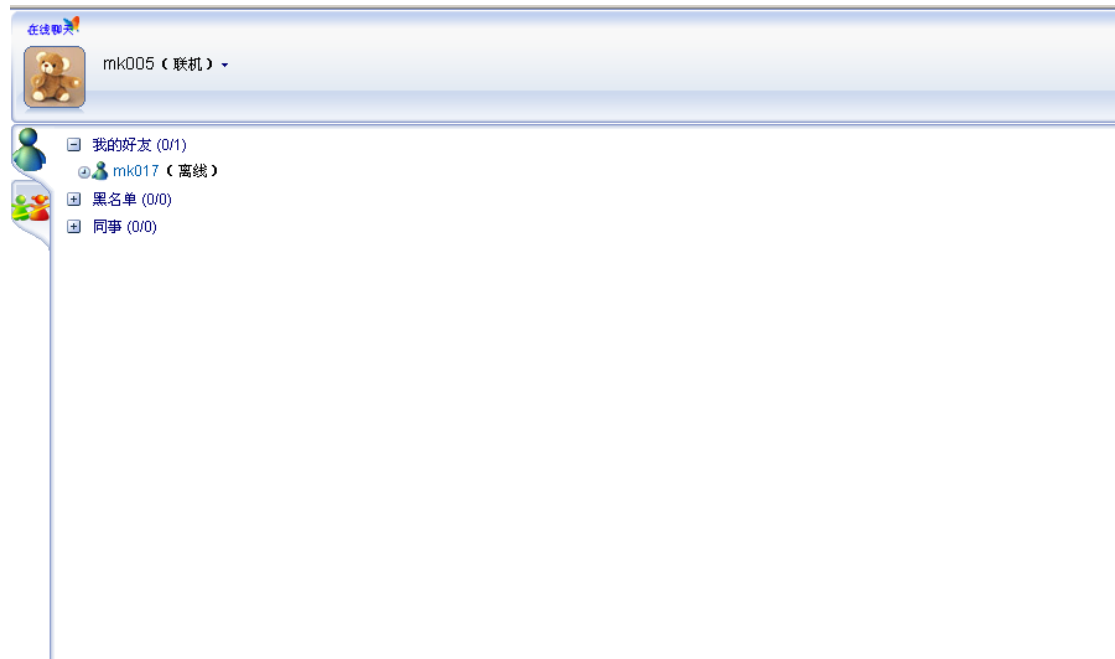 在线聊天
mk005（联机）
我的好友 (0/1)
mk017（离线）
黑名单 (0/0)
同事 (0/0)